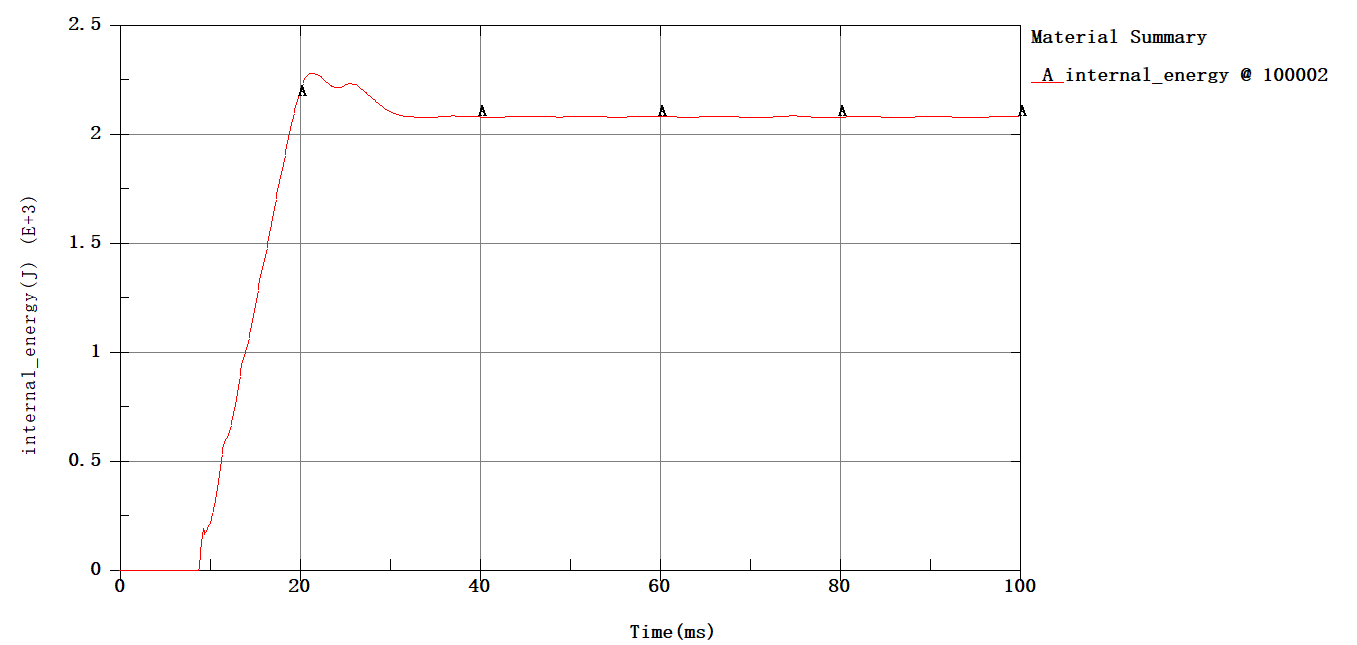 Material Summary
A internal_energy @ 100002
internal_energy(J) (E+3)
2.5
2
1.5
1
0.5
0
A
A
A
A
A
0
20
40
60
80
100
Time(ms)